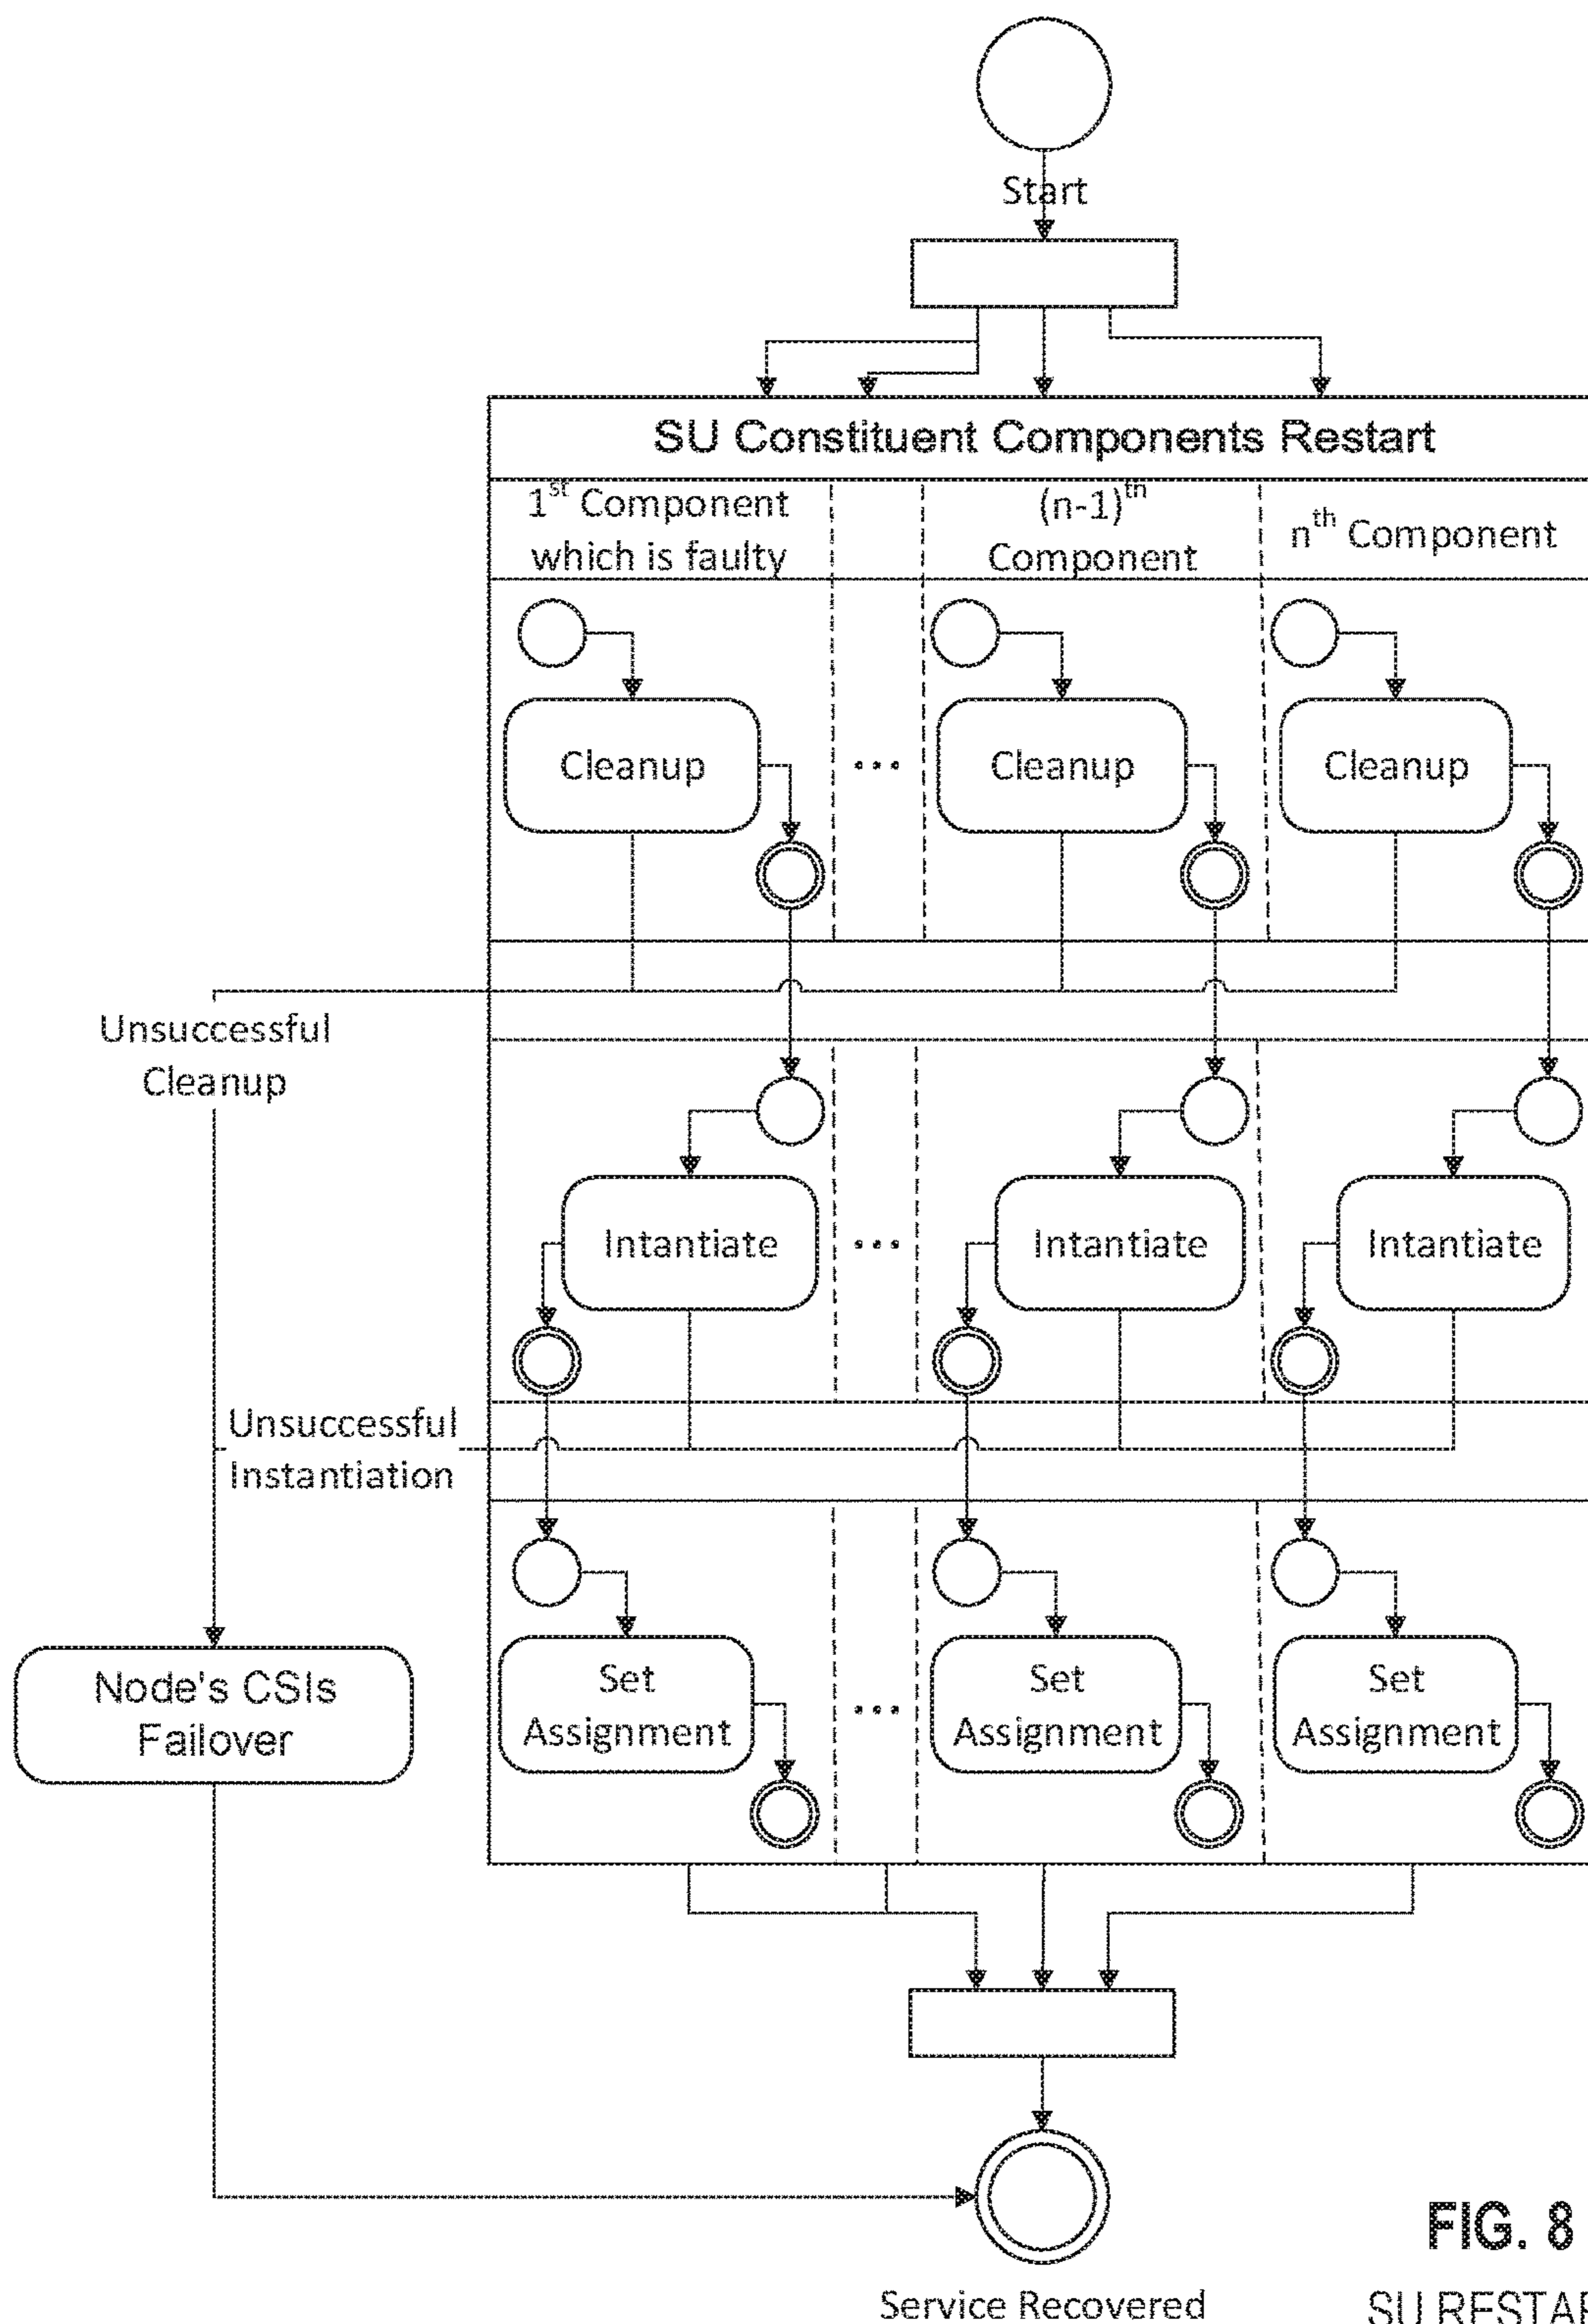 Start
SU Constituent Components Restart
1st Component
which is faulty
(n-1)th
Component
nth Component
Cleanup
...
Cleanup
Cleanup
Unsuccessful
Cleanup
Intantiate
...
Intantiate
Intantiate
Unsuccessful
Instantiation
Node's CSIs
Failover
Set
Assignment
...
Set
Assignment
Set
Assignment
FIG. 8
Service Recovered
SU